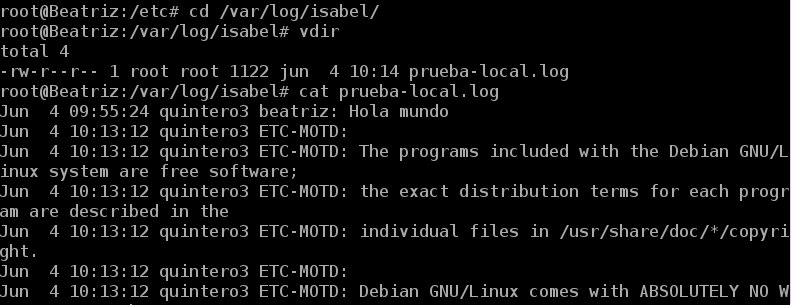 root@Beatriz:/etc# cd /var/log/isabel/
root@Beatriz:/var/log/isabel# vdir
total 4
-rw-r--r-- 1 root root 1122 jun  4 10:14 prueba-local.log
root@Beatriz:/var/log/isabel# cat prueba-local.log
Jun  4 09:55:24 quintero3 beatriz: Hola mundo
Jun  4 10:13:12 quintero3 ETC-MOTD:
Jun  4 10:13:12 quintero3 ETC-MOTD: The programs included with the Debian GNU/L
inux system are free software;
Jun  4 10:13:12 quintero3 ETC-MOTD: the exact distribution terms for each progr
am are described in the
Jun  4 10:13:12 quintero3 ETC-MOTD: individual files in /usr/share/doc/*/copyri
ght.
Jun  4 10:13:12 quintero3 ETC-MOTD:
Jun  4 10:13:12 quintero3 ETC-MOTD: Debian GNU/Linux comes with ABSOLUTELY NO W